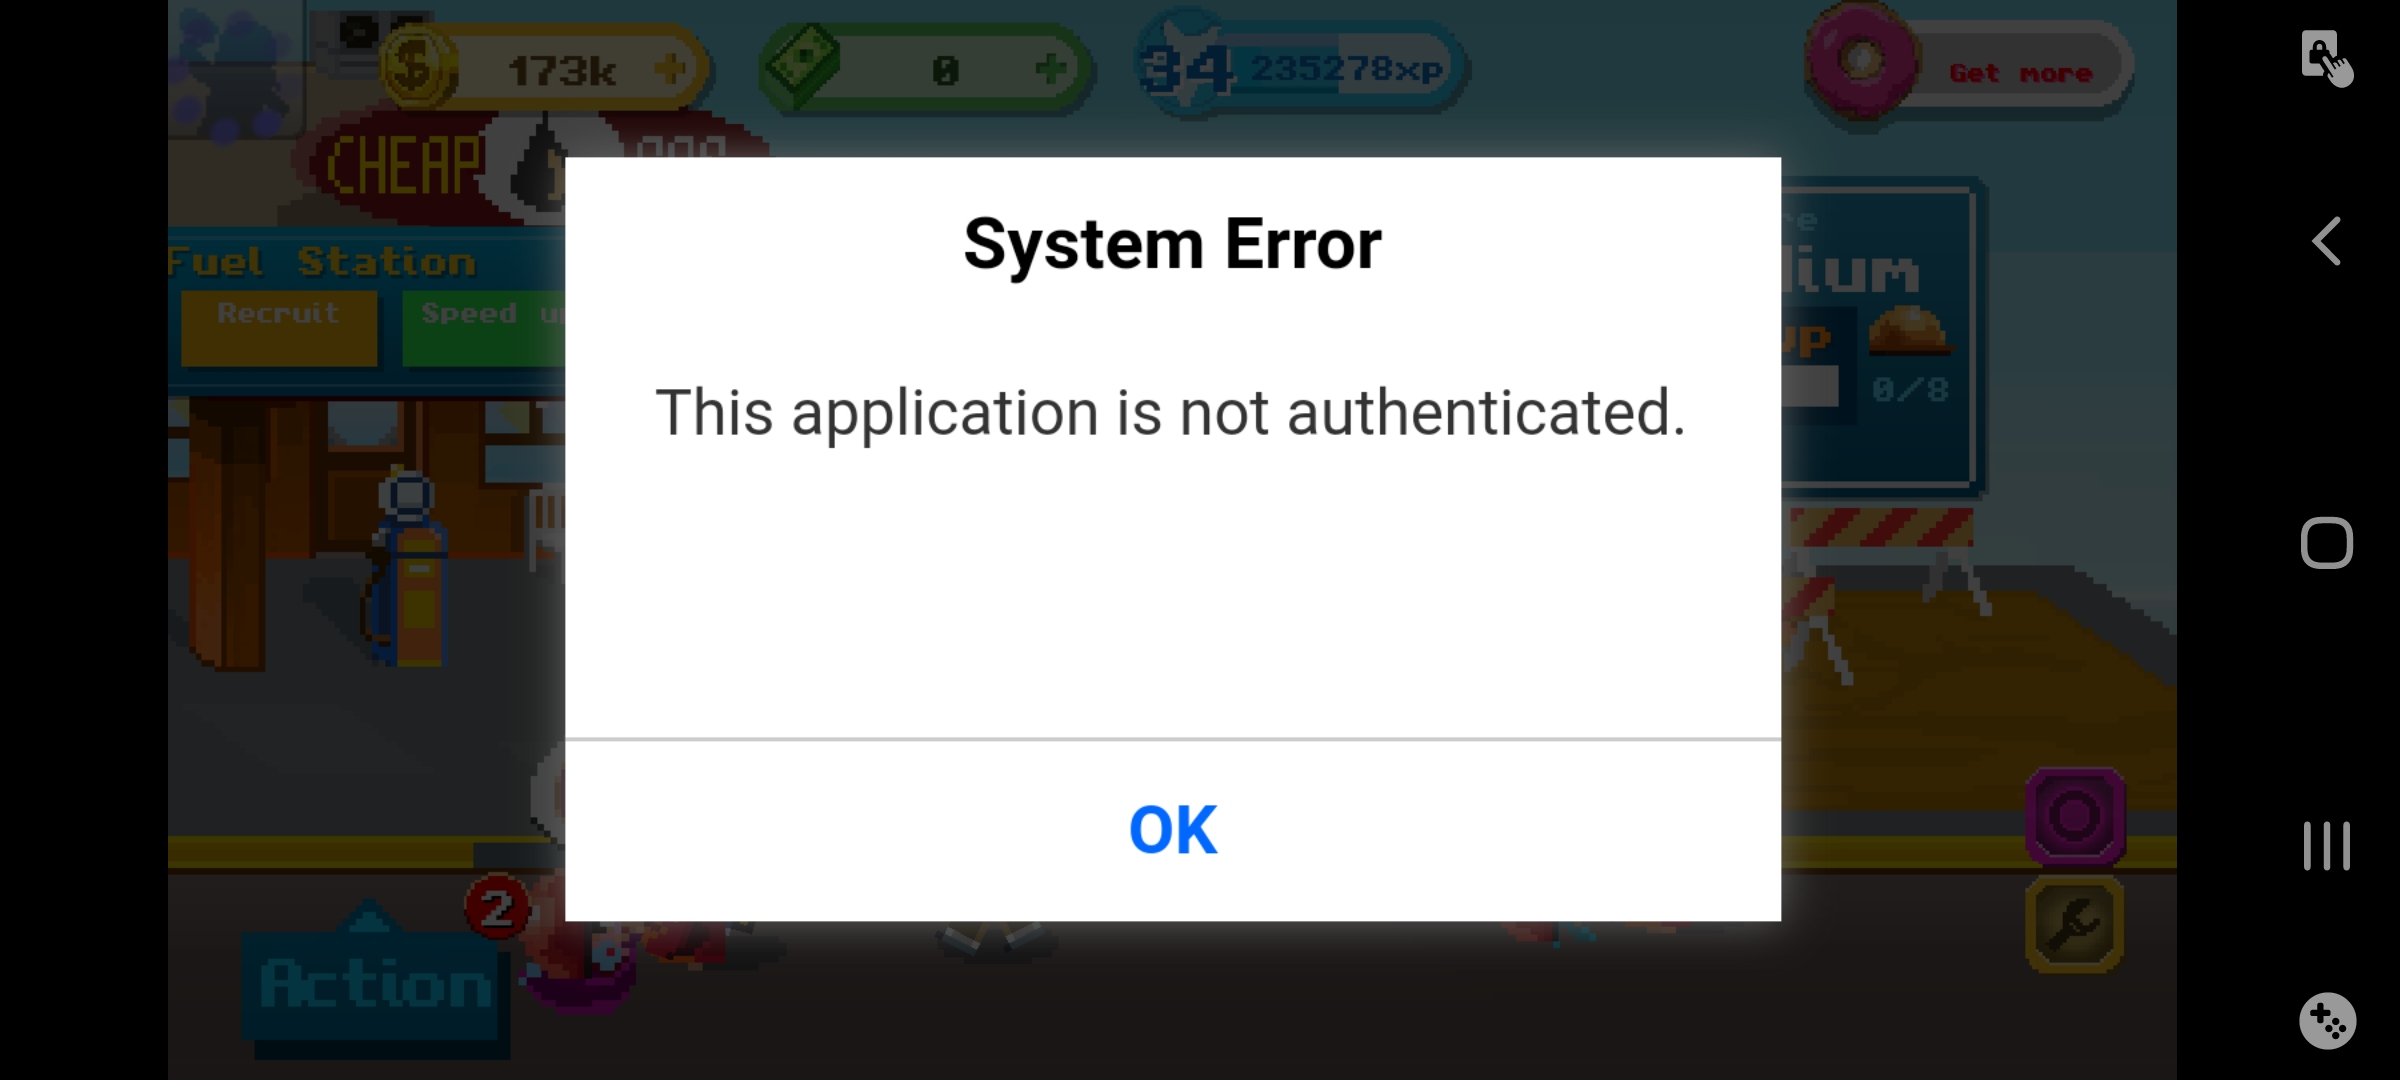 $ 173k +
0 +
34 235278xp
Get more
CHEAP
Fuel Station
Recruit
Speed
System Error
This application is not authenticated.
OK
0/8
2
Action